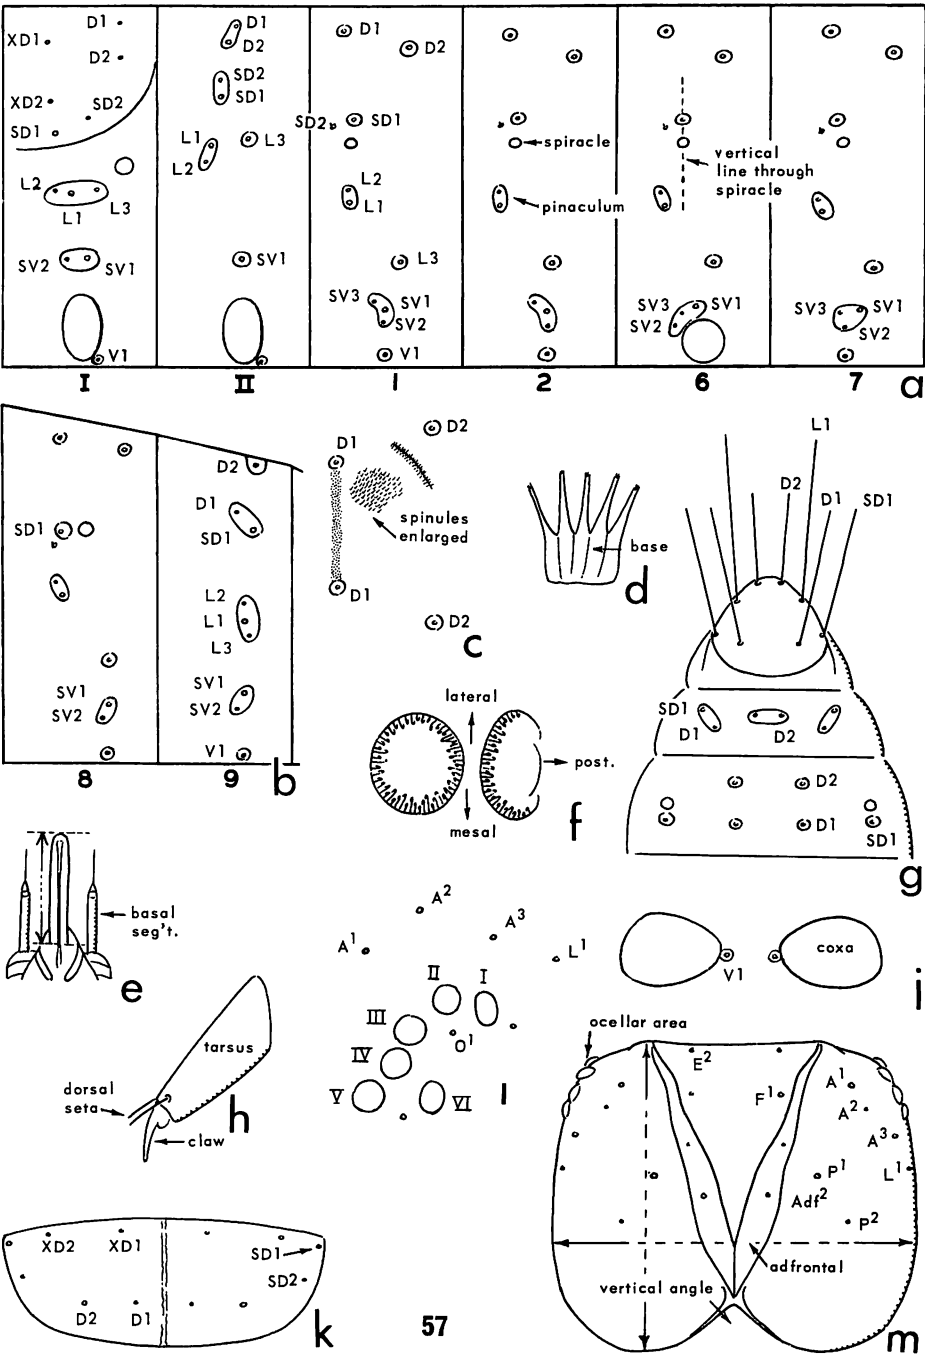 D1
XD1
D2
XD2
SD2
SD1
L2
L1
L3
SV2
SV1
V1
I
D1
D2
SD2
SD1
L1
L3
L2
SV1
II
D1
D2
SD2
SD1
L2
L1
L3
SV3
SV1
SV2
V1
1
spiracle
pinaculum
2
vertical
line through
spiracle
SV3
SV1
SV2
6
SV3
SV1
SV2
7
a
SD1
SV1
SV2
8
D2
D1
SD1
L2
L1
L3
SV1
SV2
V1
9
b
D1
D2
spinules
enlarged
D1
D2
c
base
d
lateral
post.
mesal
f
L1
D2
D1
SD1
SD1
D1
D2
D2
D1
SD1
g
basal
seg't.
e
tarsus
dorsal
seta
claw
h
A2
A3
A1
L1
II
I
III
O1
IV
V
VI
l
V1
coxa
j
ocellar area
E2
F1
A1
A2
A3
P1
L1
Adf2
P2
adfrontal
vertical angle
m
XD2
XD1
SD1
SD2
D2
D1
k
57